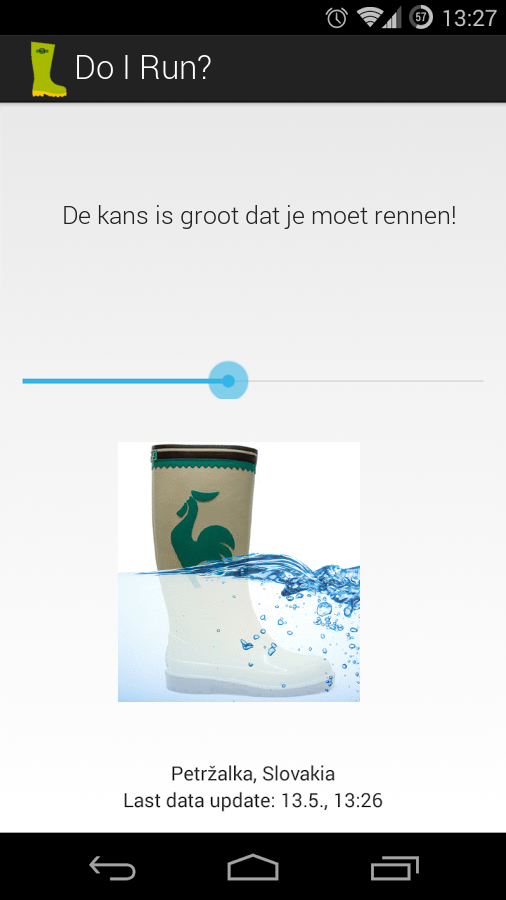 57 13:27
Do I Run?
De kans is groot dat je moet rennen!
Petržalka, Slovakia
Last data update: 13.5., 13:26